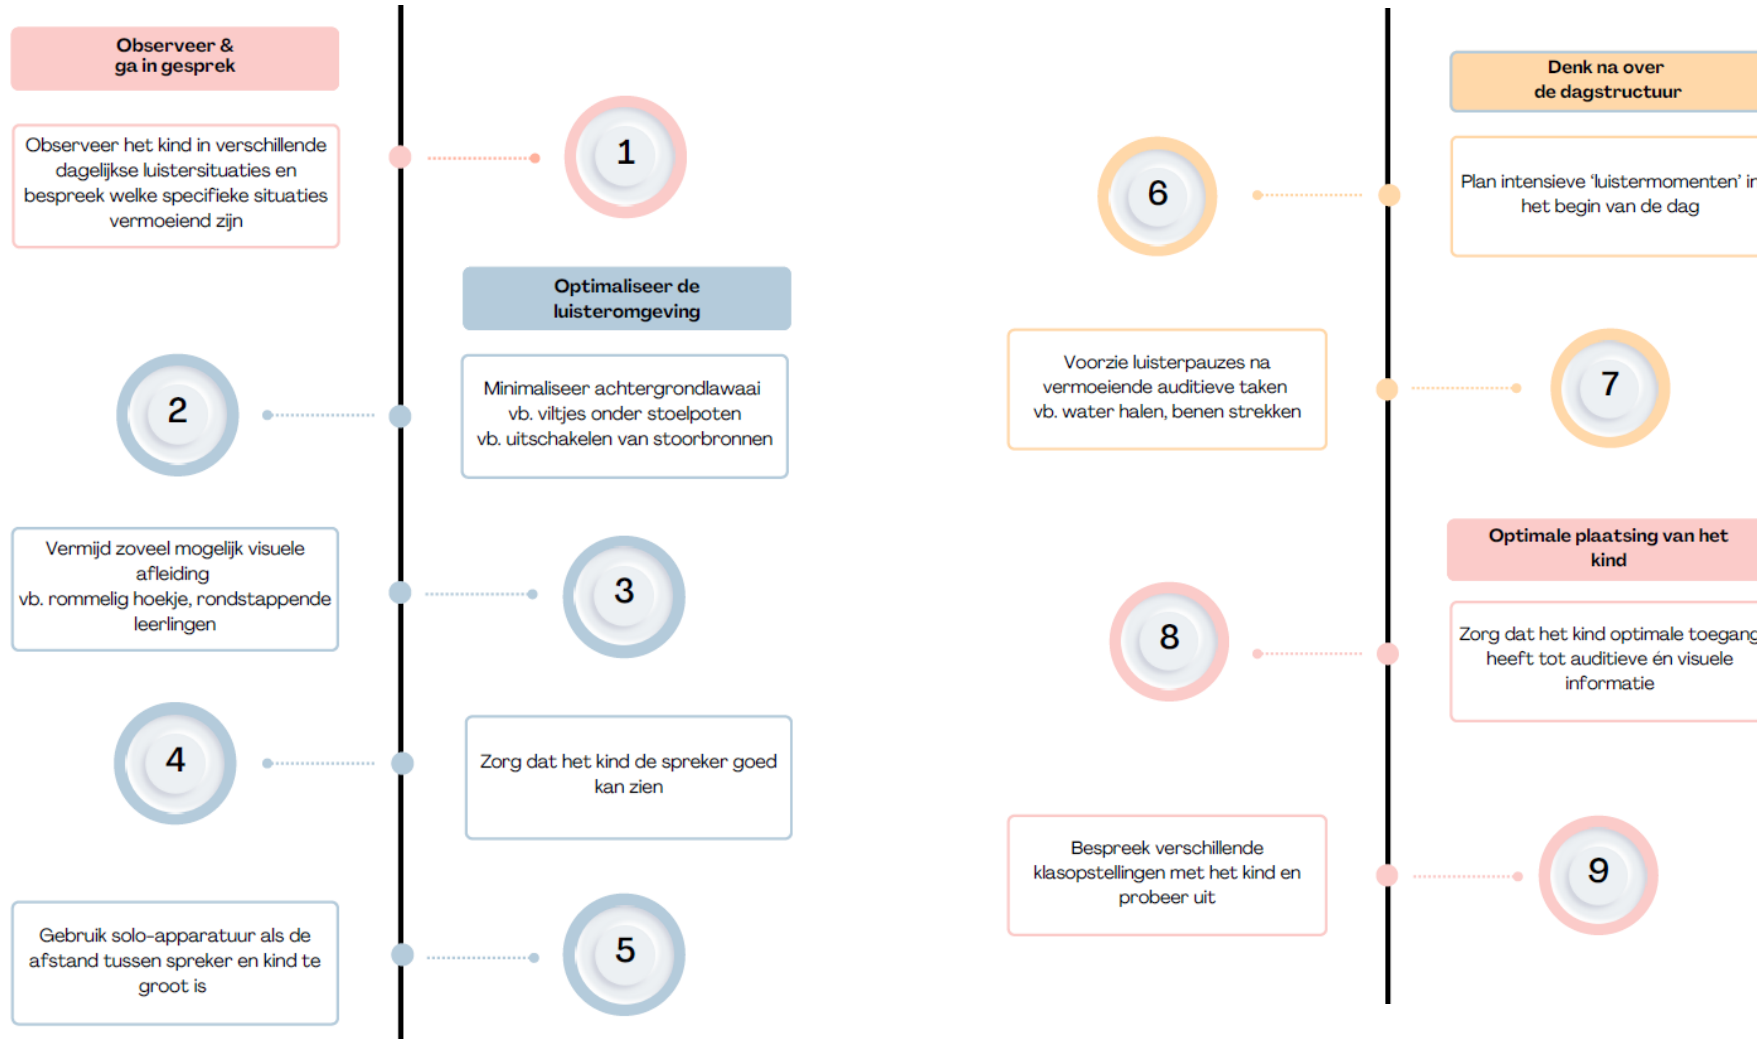 Observeer &
ga in gesprek
Observeer het kind in verschillende
dagelijkse luistersituaties en
bespreek welke specifieke situaties
vermoeiend zijn
1
Optimaliseer de
luisteromgeving
2
Minimaliseer achtergrondlawaai
vb. viltjes onder stoelpoten
vb. uitschakelen van stoorbronnen
Vermijd zoveel mogelijk visuele
afleiding
vb. rommelig hoekje, rondstappende
leerlingen
3
4
Zorg dat het kind de spreker goed
kan zien
Gebruik solo-apparatuur als de
afstand tussen spreker en kind te
groot is
5
Denk na over
de dagstructuur
6
Plan intensieve ‘luistermomenten’ in
het begin van de dag
Voorzie luisterpauzes na
vermoeiende auditieve taken
vb. water halen, benen strekken
7
Optimale plaatsing van het
kind
8
Zorg dat het kind optimale toegang
heeft tot auditieve én visuele
informatie
Bespreek verschillende
klasopstellingen met het kind en
probeer uit
9